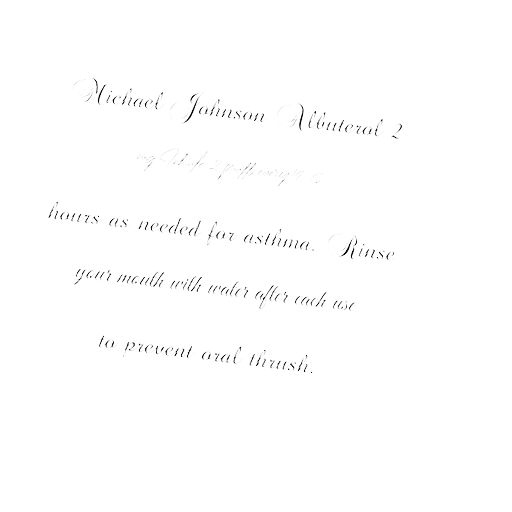 Michael Johnson Albuterol 2
hours as needed for asthma. Rinse
your mouth with water after each use
to prevent oral thrush.